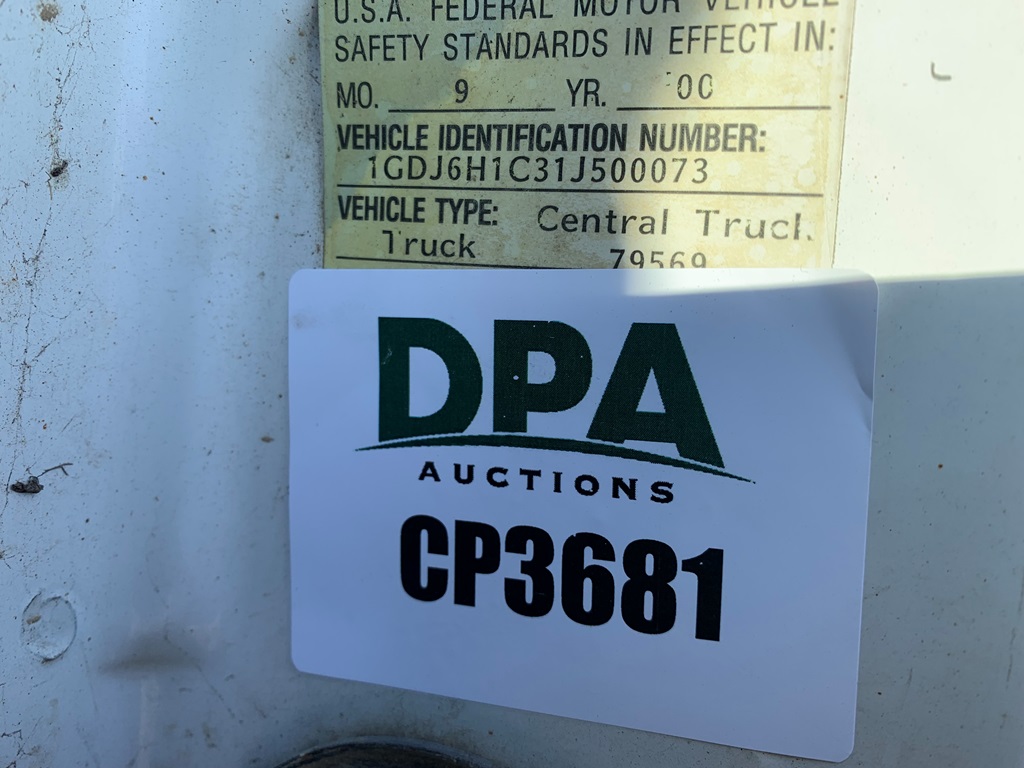 U.S.A. FEDERAL MOTOR VEHICLE
SAFETY STANDARDS IN EFFECT IN:
MO. 9 YR. 00
VEHICLE IDENTIFICATION NUMBER:
1GDJ6H1C31J500073
VEHICLE TYPE: Central Truck
Truck 79569
DPA
AUCTIONS
CP3681